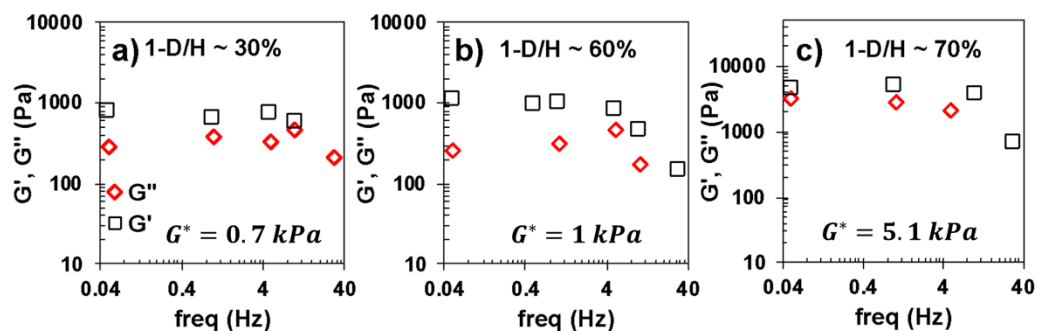 a) 1-D/H ~ 30%
10000
1000
100
10
G', G" (Pa)
G"
G'
G* = 0.7 kPa
0.04 0.4 4 40
freq (Hz)
b) 1-D/H ~ 60%
10000
1000
100
10
G', G" (Pa)
G* = 1 kPa
0.04 0.4 4 40
freq (Hz)
c) 1-D/H ~ 70%
10000
1000
100
10
G', G" (Pa)
G* = 5.1 kPa
0.04 0.4 4 40
freq (Hz)